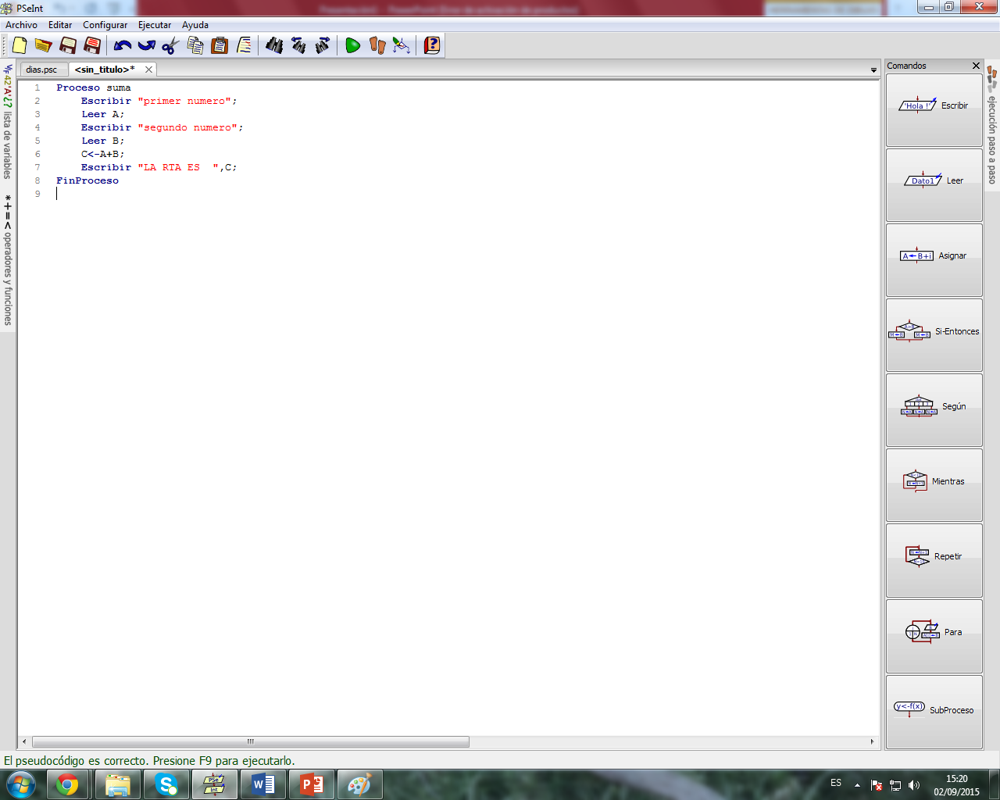 PSeInt
Archivo Editar Configurar Ejecutar Ayuda
dias.psc <sin_titulo>*
Comandos
1 Proceso suma
2 Escribir "primer numero";
3 Leer A;
4 Escribir "segundo numero";
5 Leer B;
6 C<-A+B;
7 Escribir "LA RTA ES  ",C;
8 FinProceso
9
lista de variables
*+=< operadores y funciones
ejecución paso a paso
'Hola !' Escribir
Dato1 Leer
A B+i Asignar
Si-Entonces
Según
Mientras
Repetir
Para
y<-f(x) SubProceso
El pseudocódigo es correcto. Presione F9 para ejecutarlo.
PSe
Int
ES
15:20
02/09/2015